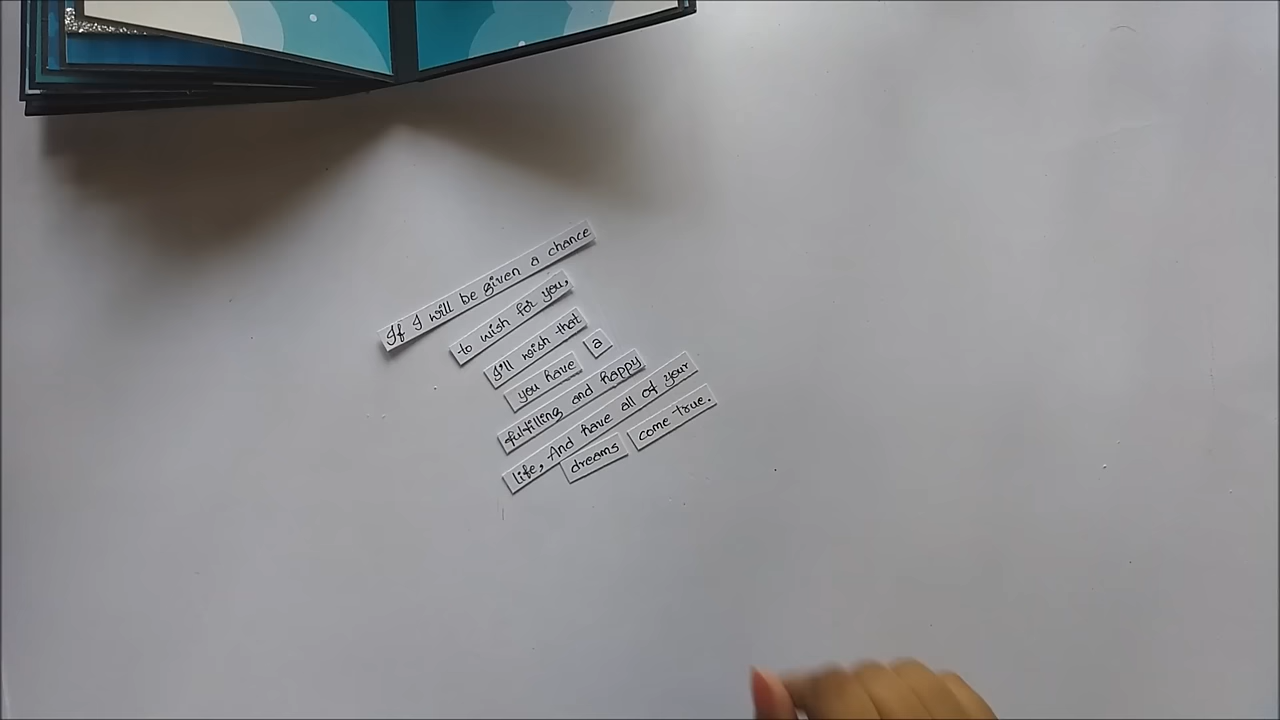 If I will be given a chance
to wish for you,
I'll wish that
you have a
fulfilling and happy
life, And have all of your
dreams come true.